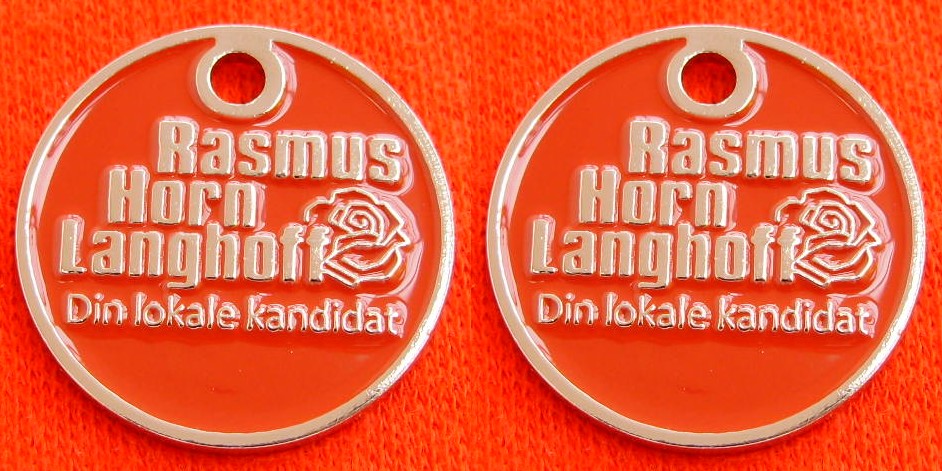 Rasmus
Horn
Langhoff
Din lokale kandidat
Rasmus
Horn
Langhoff
Din lokale kandidat